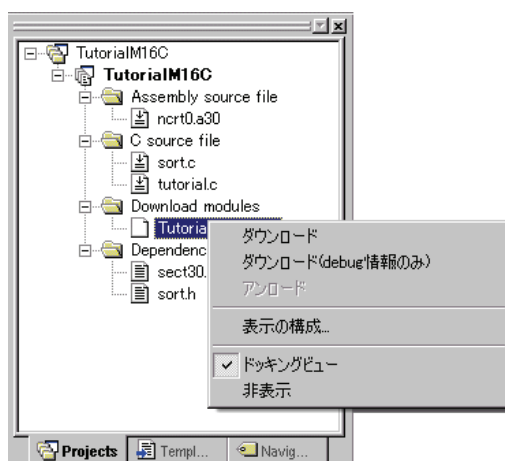 TutorialM16C
TutorialM16C
Assembly source file
ncrt0.a30
C source file
sort.c
tutorial.c
Download modules
Tutoria
Dependenc
sect30.
sort.h
ダウンロード
ダウンロード(debug情報のみ)
アンロード
表示の構成...
ドッキングビュー
非表示
Projects
Templ...
Navig...